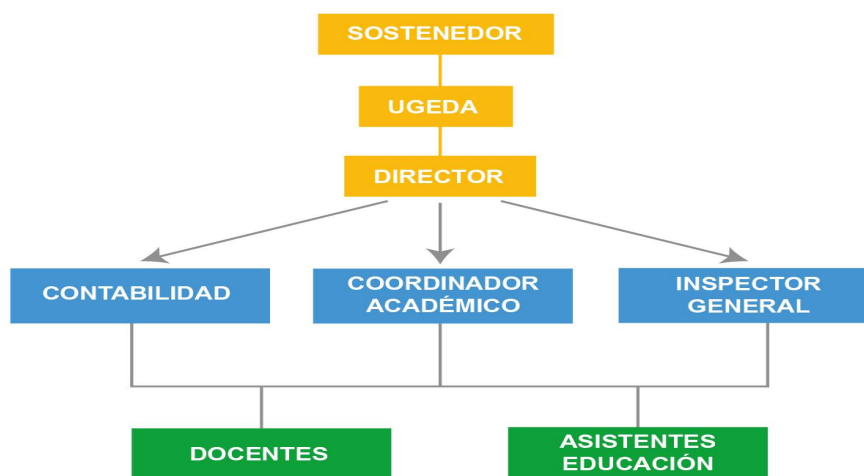 SOSTENEDOR
UGEDA
DIRECTOR
CONTABILIDAD
COORDINADOR
ACADÉMICO
INSPECTOR
GENERAL
DOCENTES
ASISTENTES
EDUCACIÓN